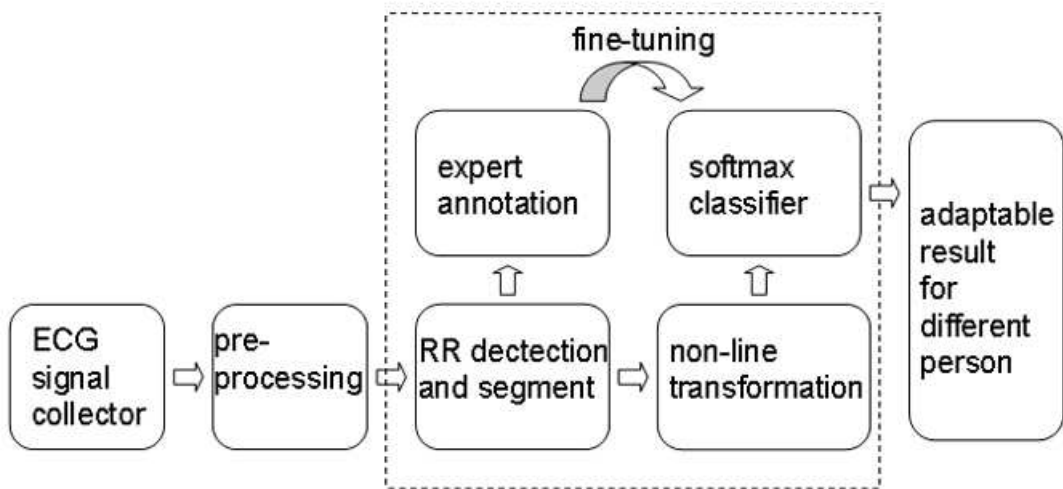 fine-tuning
expert
annotation
softmax
classifier
ECG
signal
collector
pre-
processing
RR dectection
and segment
non-line
transformation
adaptable
result
for
different
person